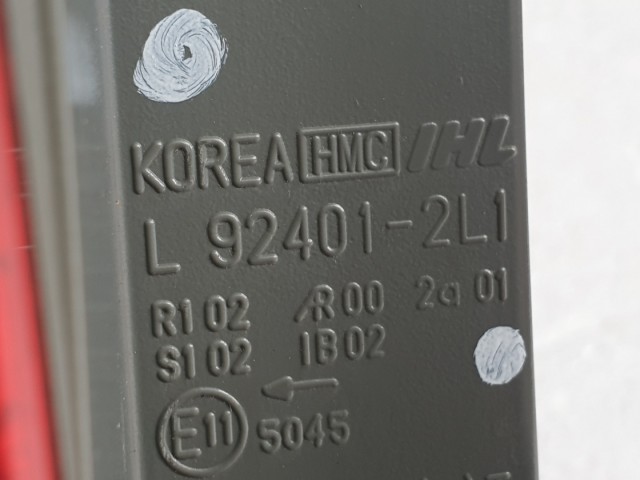 KOREA HMC IHL
L 92401-2L1
R1 02 AR 00 2a 01
S1 02 IB 02
E11 5045